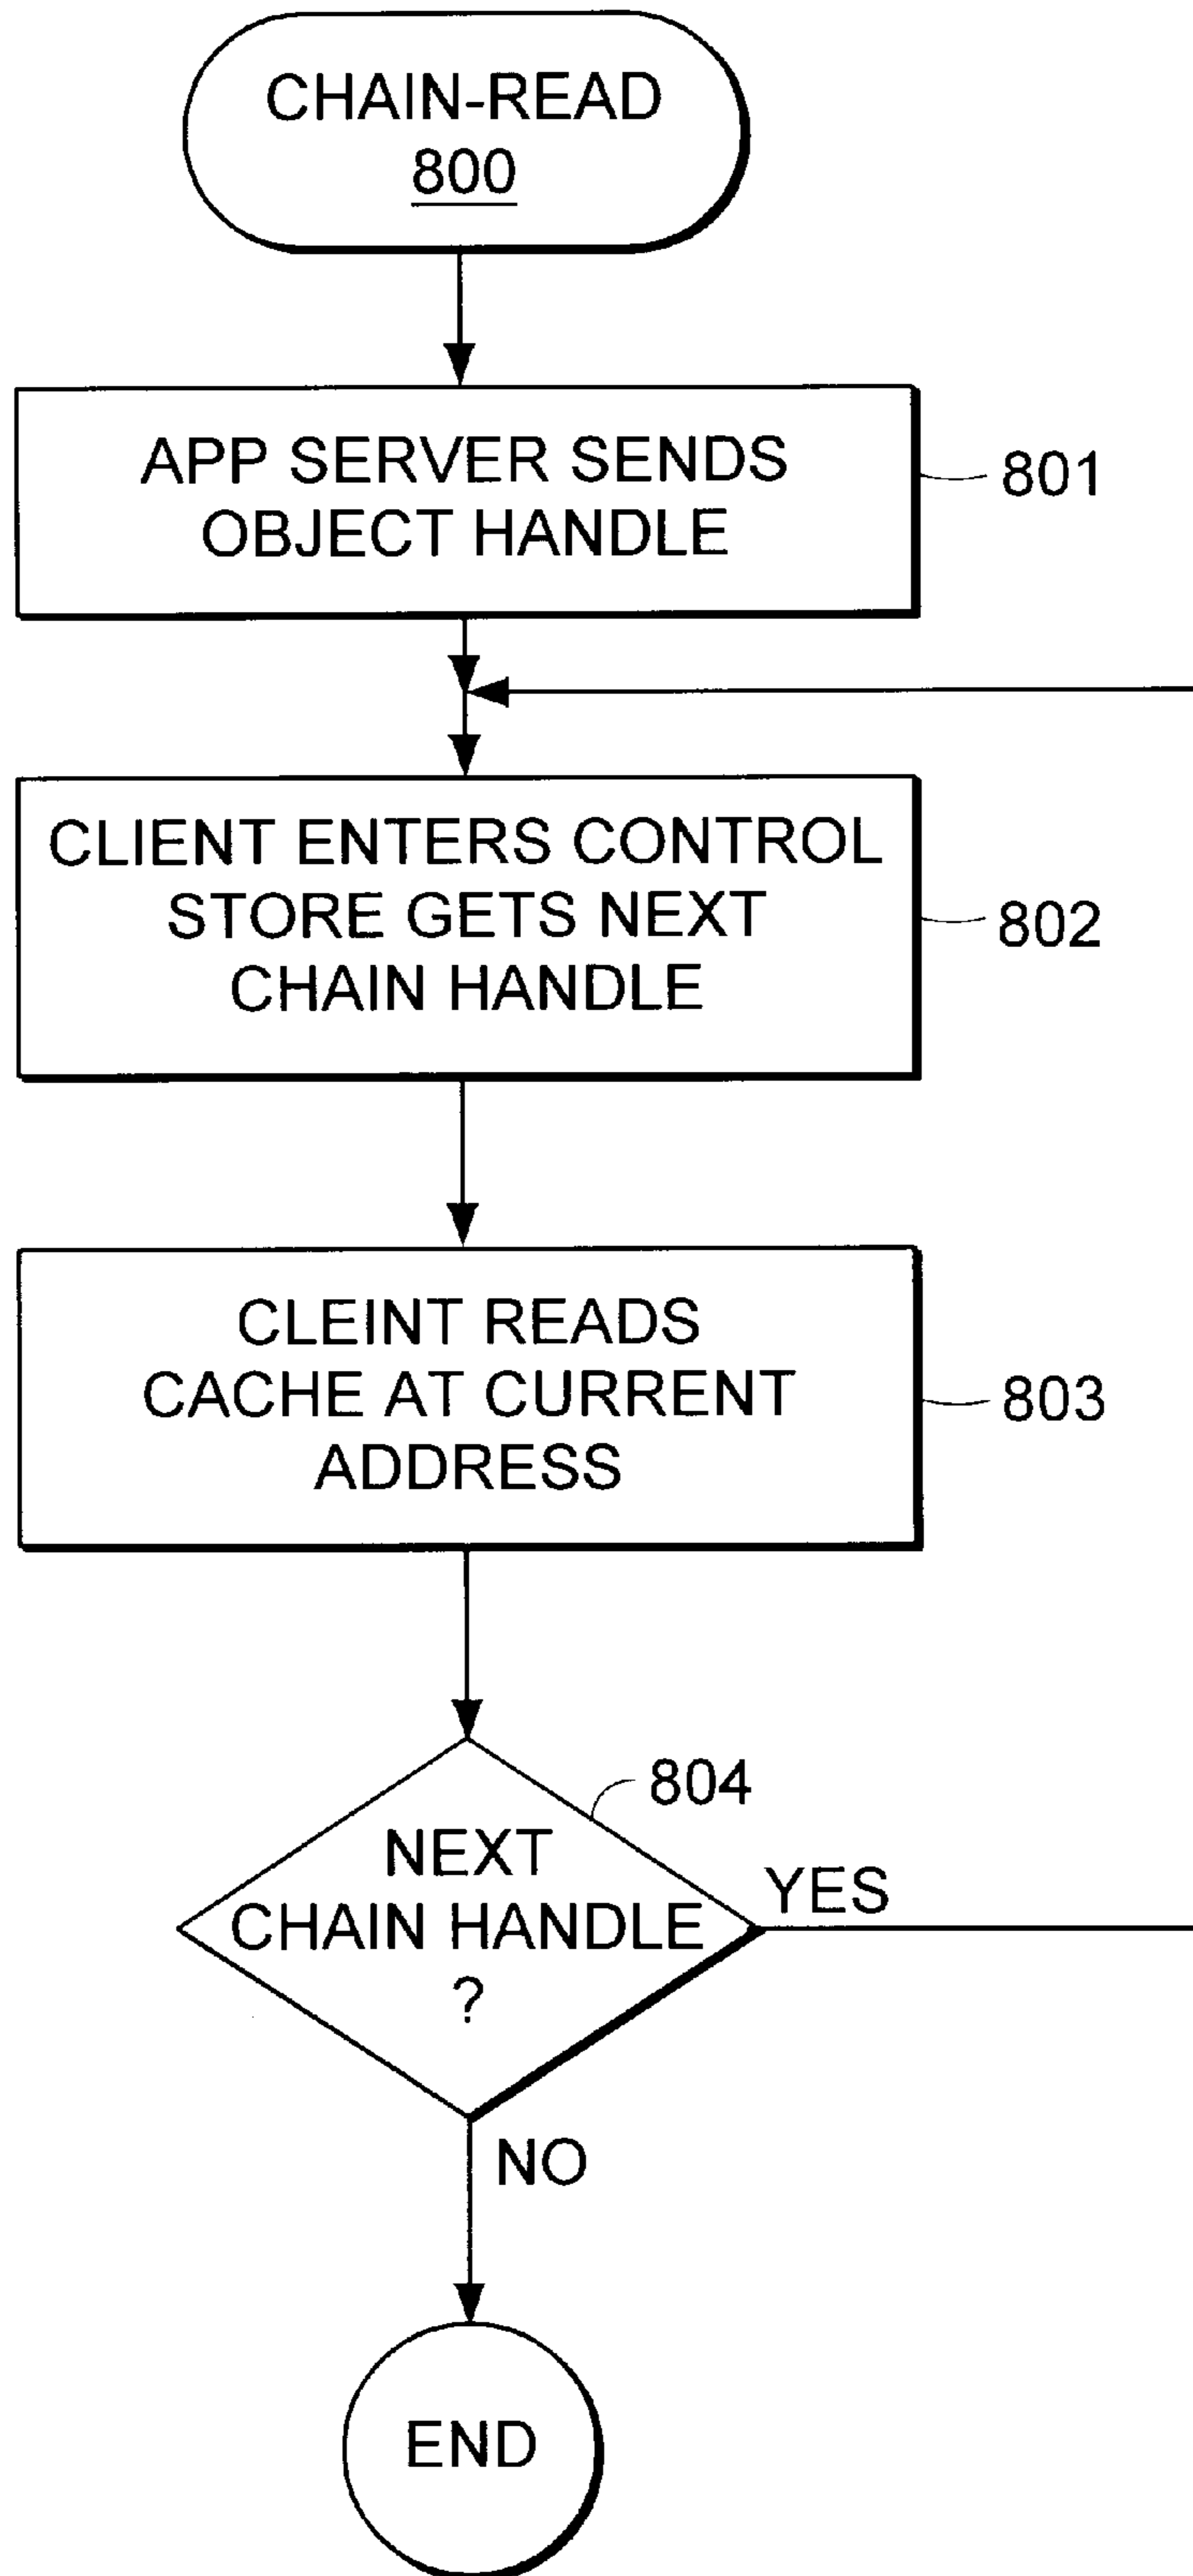 CHAIN-READ
800
APP SERVER SENDS
OBJECT HANDLE
801
CLIENT ENTERS CONTROL
STORE GETS NEXT
CHAIN HANDLE
802
CLEINT READS
CACHE AT CURRENT
ADDRESS
803
804
NEXT
CHAIN HANDLE
?
YES
NO
END